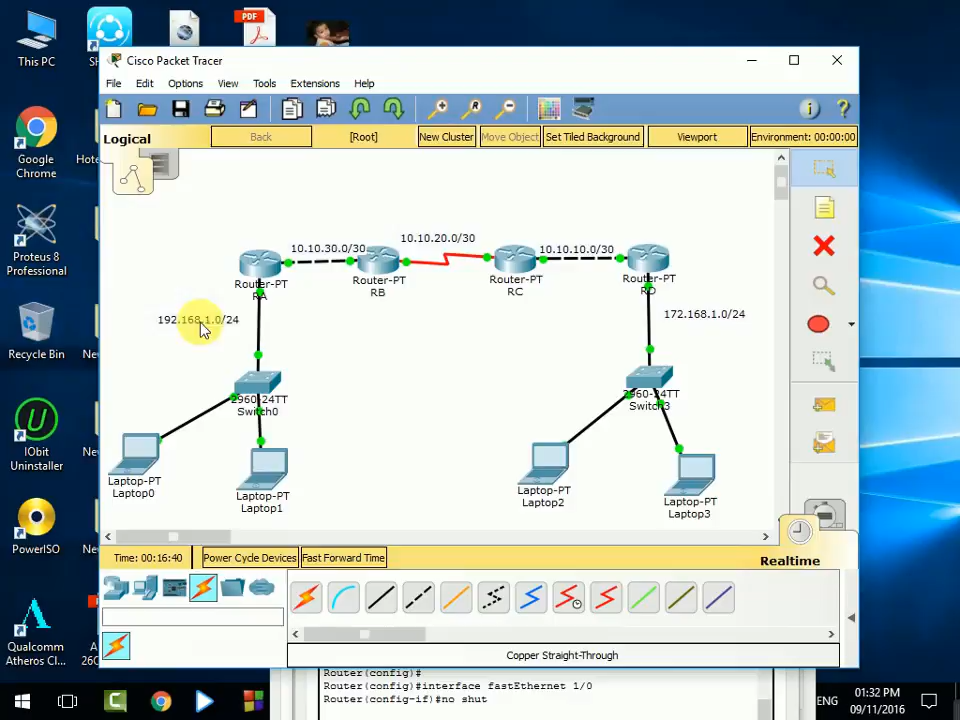 This PC
PDF
Google
Chrome
Proteus 8
Professional
Recycle Bin
IObit
Uninstaller
PowerISO
Qualcomm
Atheros Cl...
Cisco Packet Tracer
File Edit Options View Tools Extensions Help
Logical Back [Root] New Cluster Move Object Set Tiled Background Viewport Environment: 00:00:00
10.10.30.0/30
10.10.20.0/30
10.10.10.0/30
Router-PT
RA
Router-PT
RB
Router-PT
RC
Router-PT
192.168.1.0/24
172.168.1.0/24
2960-24TT
Switch0
2960-24TT
Switch3
Laptop-PT
Laptop0
Laptop-PT
Laptop1
Laptop-PT
Laptop2
Laptop-PT
Laptop3
Time: 00:16:40 Power Cycle Devices Fast Forward Time Realtime
Copper Straight-Through
Router(config)#
Router(config)#interface fastEthernet 1/0
Router(config-if)#no shut
ENG
01:32 PM
09/11/2016